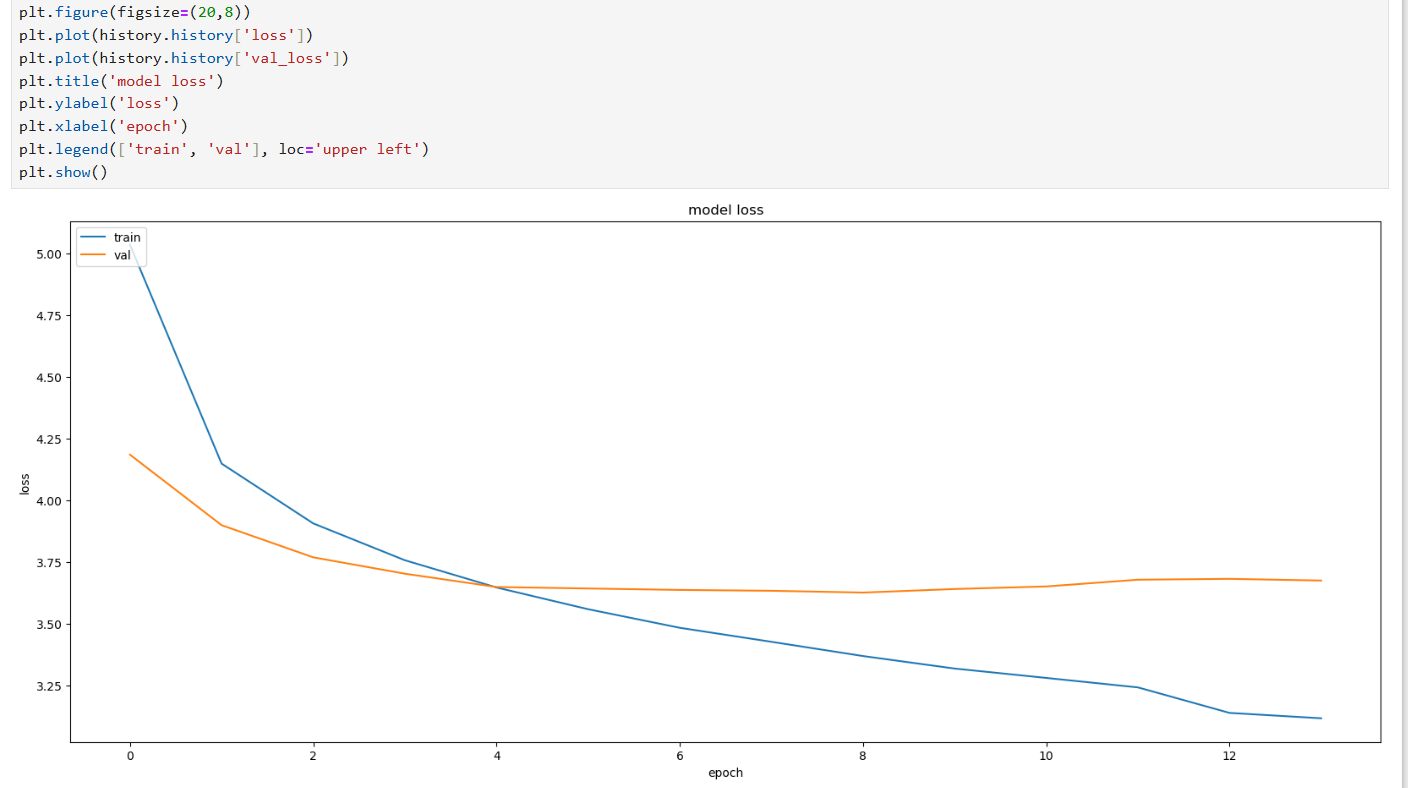 plt.figure(figsize=(20,8))
plt.plot(history.history['loss'])
plt.plot(history.history['val_loss'])
plt.title('model loss')
plt.ylabel('loss')
plt.xlabel('epoch')
plt.legend(['train', 'val'], loc='upper left')
plt.show()
model loss
train
val
5.00
4.75
4.50
4.25
4.00
3.75
3.50
3.25
loss
0 2 4 6 8 10 12
epoch